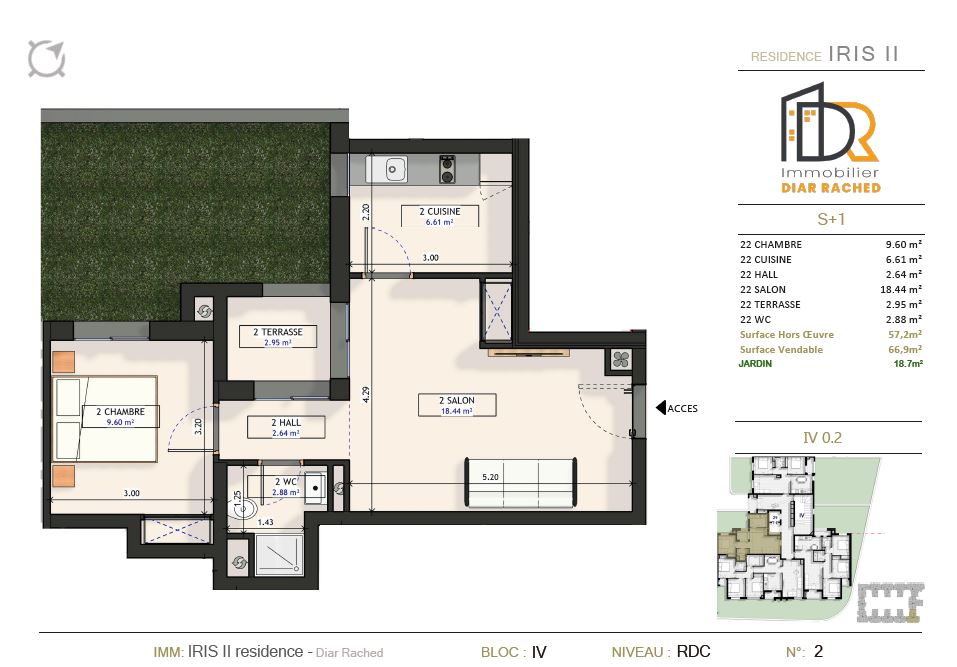 RESIDENCE IRIS II
DR
Immobilier
DIAR RACHED
S+1
22 CHAMBRE 9.60 m²
22 CUISINE 6.61 m²
22 HALL 2.64 m²
22 SALON 18.44 m²
22 TERRASSE 2.95 m²
22 WC 2.88 m²
Surface Hors Œuvre 57,2m²
Surface Vendable 66,9m²
JARDIN 18.7m²
2 CUISINE
6.61 m²
2.20
3.00
2 TERRASSE
2.95 m²
2 CHAMBRE
9.60 m²
3.20
3.00
2 HALL
2.64 m²
4.29
2 SALON
18.44 m²
5.20
ACCES
2 WC
2.88 m²
1.25
1.43
IV 0.2
IV
IMM: IRIS II residence - Diar Rached
BLOC : IV
NIVEAU : RDC
N°: 2